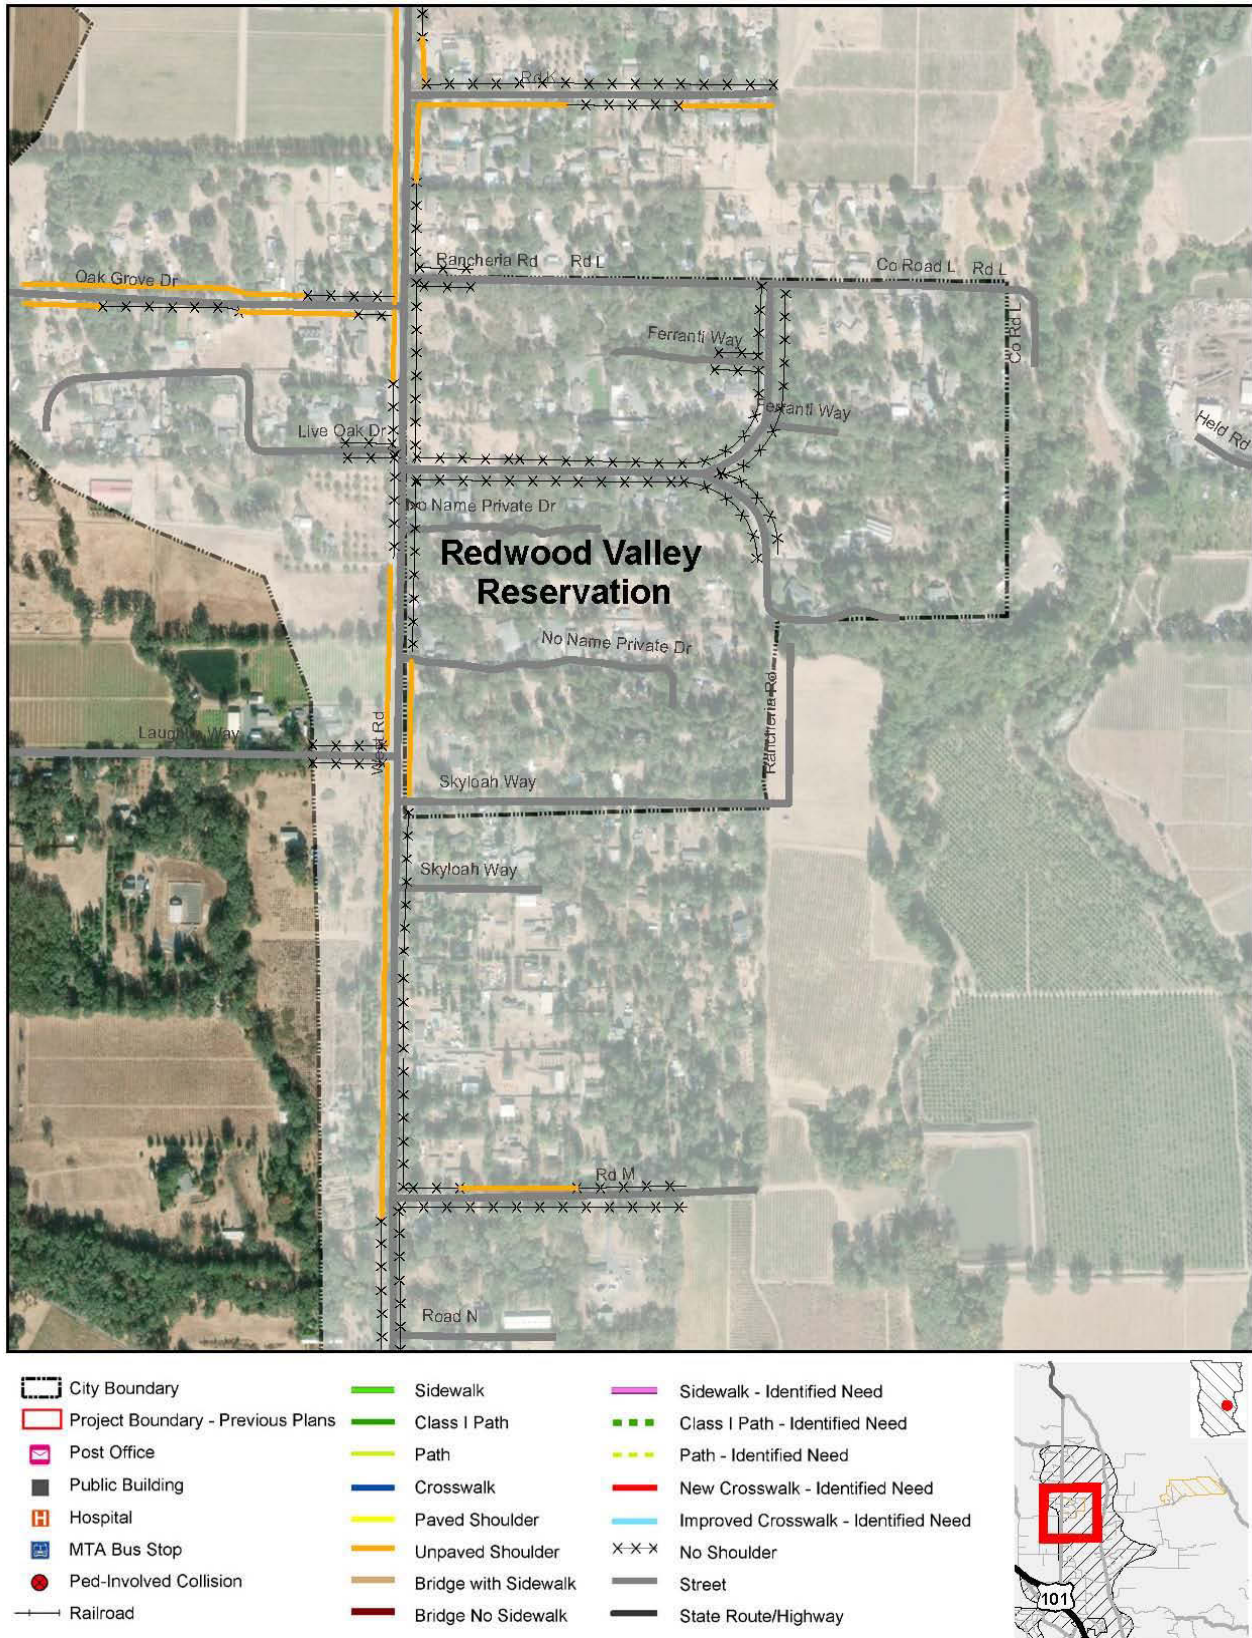 Rd K
Oak Grove Dr
Rancheria Rd
Rd L
Co Road L
Rd L
Co Rd L
Ferranti Way
Ferranti Way
Held Rd
Live Oak Dr
No Name Private Dr
Redwood Valley
Reservation
No Name Private Dr
West Rd
Rancheria Rd
Laughlin Way
Skyloah Way
Skyloah Way
Rd M
Road N
City Boundary
Project Boundary - Previous Plans
Post Office
Public Building
H Hospital
MTA Bus Stop
Ped-Involved Collision
Railroad
Sidewalk
Class I Path
Path
Crosswalk
Paved Shoulder
Unpaved Shoulder
Bridge with Sidewalk
Bridge No Sidewalk
Sidewalk - Identified Need
Class I Path - Identified Need
Path - Identified Need
New Crosswalk - Identified Need
Improved Crosswalk - Identified Need
No Shoulder
Street
State Route/Highway
101